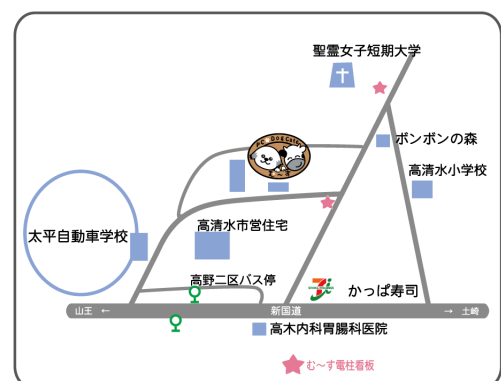 聖霊女子短期大学
ボンボンの森
高清水小学校
太平自動車学校
高清水市営住宅
高野二区バス停
かっぱ寿司
山王 ←
新国道
→ 土崎
高木内科胃腸科医院
む〜す電柱看板